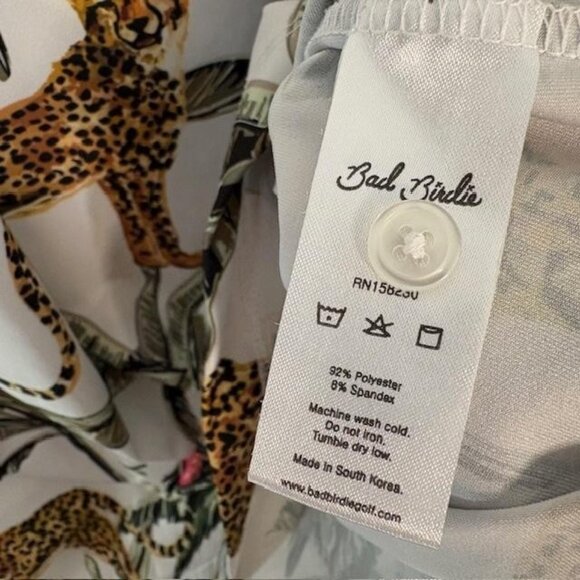 Bad Birdie
RN158230
92% Polyester
8% Spandex
Machine wash cold.
Do not iron.
Tumble dry low.
Made in South Korea.
www.badbirdiegolf.com